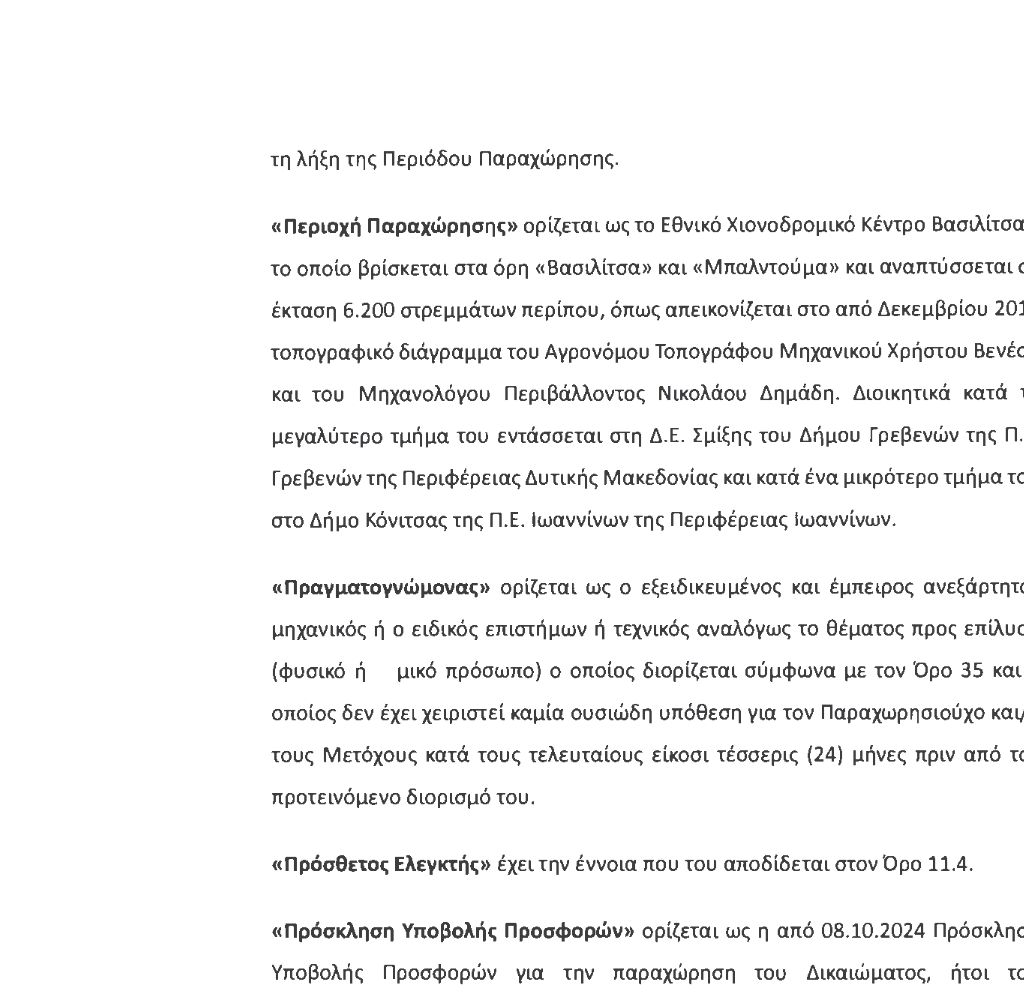 τη λήξη της Περιόδου Παραχώρησης.
«Περιοχή Παραχώρησης» ορίζεται ως το Εθνικό Χιονοδρομικό Κέντρο Βασιλίτσα
το οποίο βρίσκεται στα όρη «Βασιλίτσα» και «Μπαλντούμα» και αναπτύσσεται
έκταση 6.200 στρεμμάτων περίπου, όπως απεικονίζεται στο από Δεκεμβρίου 201
τοπογραφικό διάγραμμα του Αγρονόμου Τοπογράφου Μηχανικού Χρήστου
και του Μηχανολόγου Περιβάλλοντος Νικολάου Δημάδη. Διοικητικά κατά
μεγαλύτερο τμήμα του εντάσσεται στη Δ.Ε. Σμίξης του Δήμου Γρεβενών της Π.
Γρεβενών της Περιφέρειας Δυτικής Μακεδονίας και κατά ένα μικρότερο τμήμα
στο Δήμο Κόνιτσας της Π.Ε. Ιωαννίνων της Περιφέρειας Ιωαννίνων.
«Πραγματογνώμονας» ορίζεται ως ο εξειδικευμένος και έμπειρος
μηχανικός ή ο ειδικός επιστήμων ή τεχνικός αναλόγως το θέματος προς
(φυσικό ή μικό πρόσωπο) ο οποίος διορίζεται σύμφωνα με τον Όρο 35 και
οποίος δεν έχει χειριστεί καμία ουσιώδη υπόθεση για τον Παραχωρησιούχο και/
τους Μετόχους κατά τους τελευταίους είκοσι τέσσερις (24) μήνες πριν από
προτεινόμενο διορισμό του.
«Πρόσθετος Ελεγκτής» έχει την έννοια που του αποδίδεται στον Όρο 11.4.
«Πρόσκληση Υποβολής Προσφορών» ορίζεται ως η από 08.10.2024
Υποβολής Προσφορών για την παραχώρηση του Δικαιώματος, ήτοι